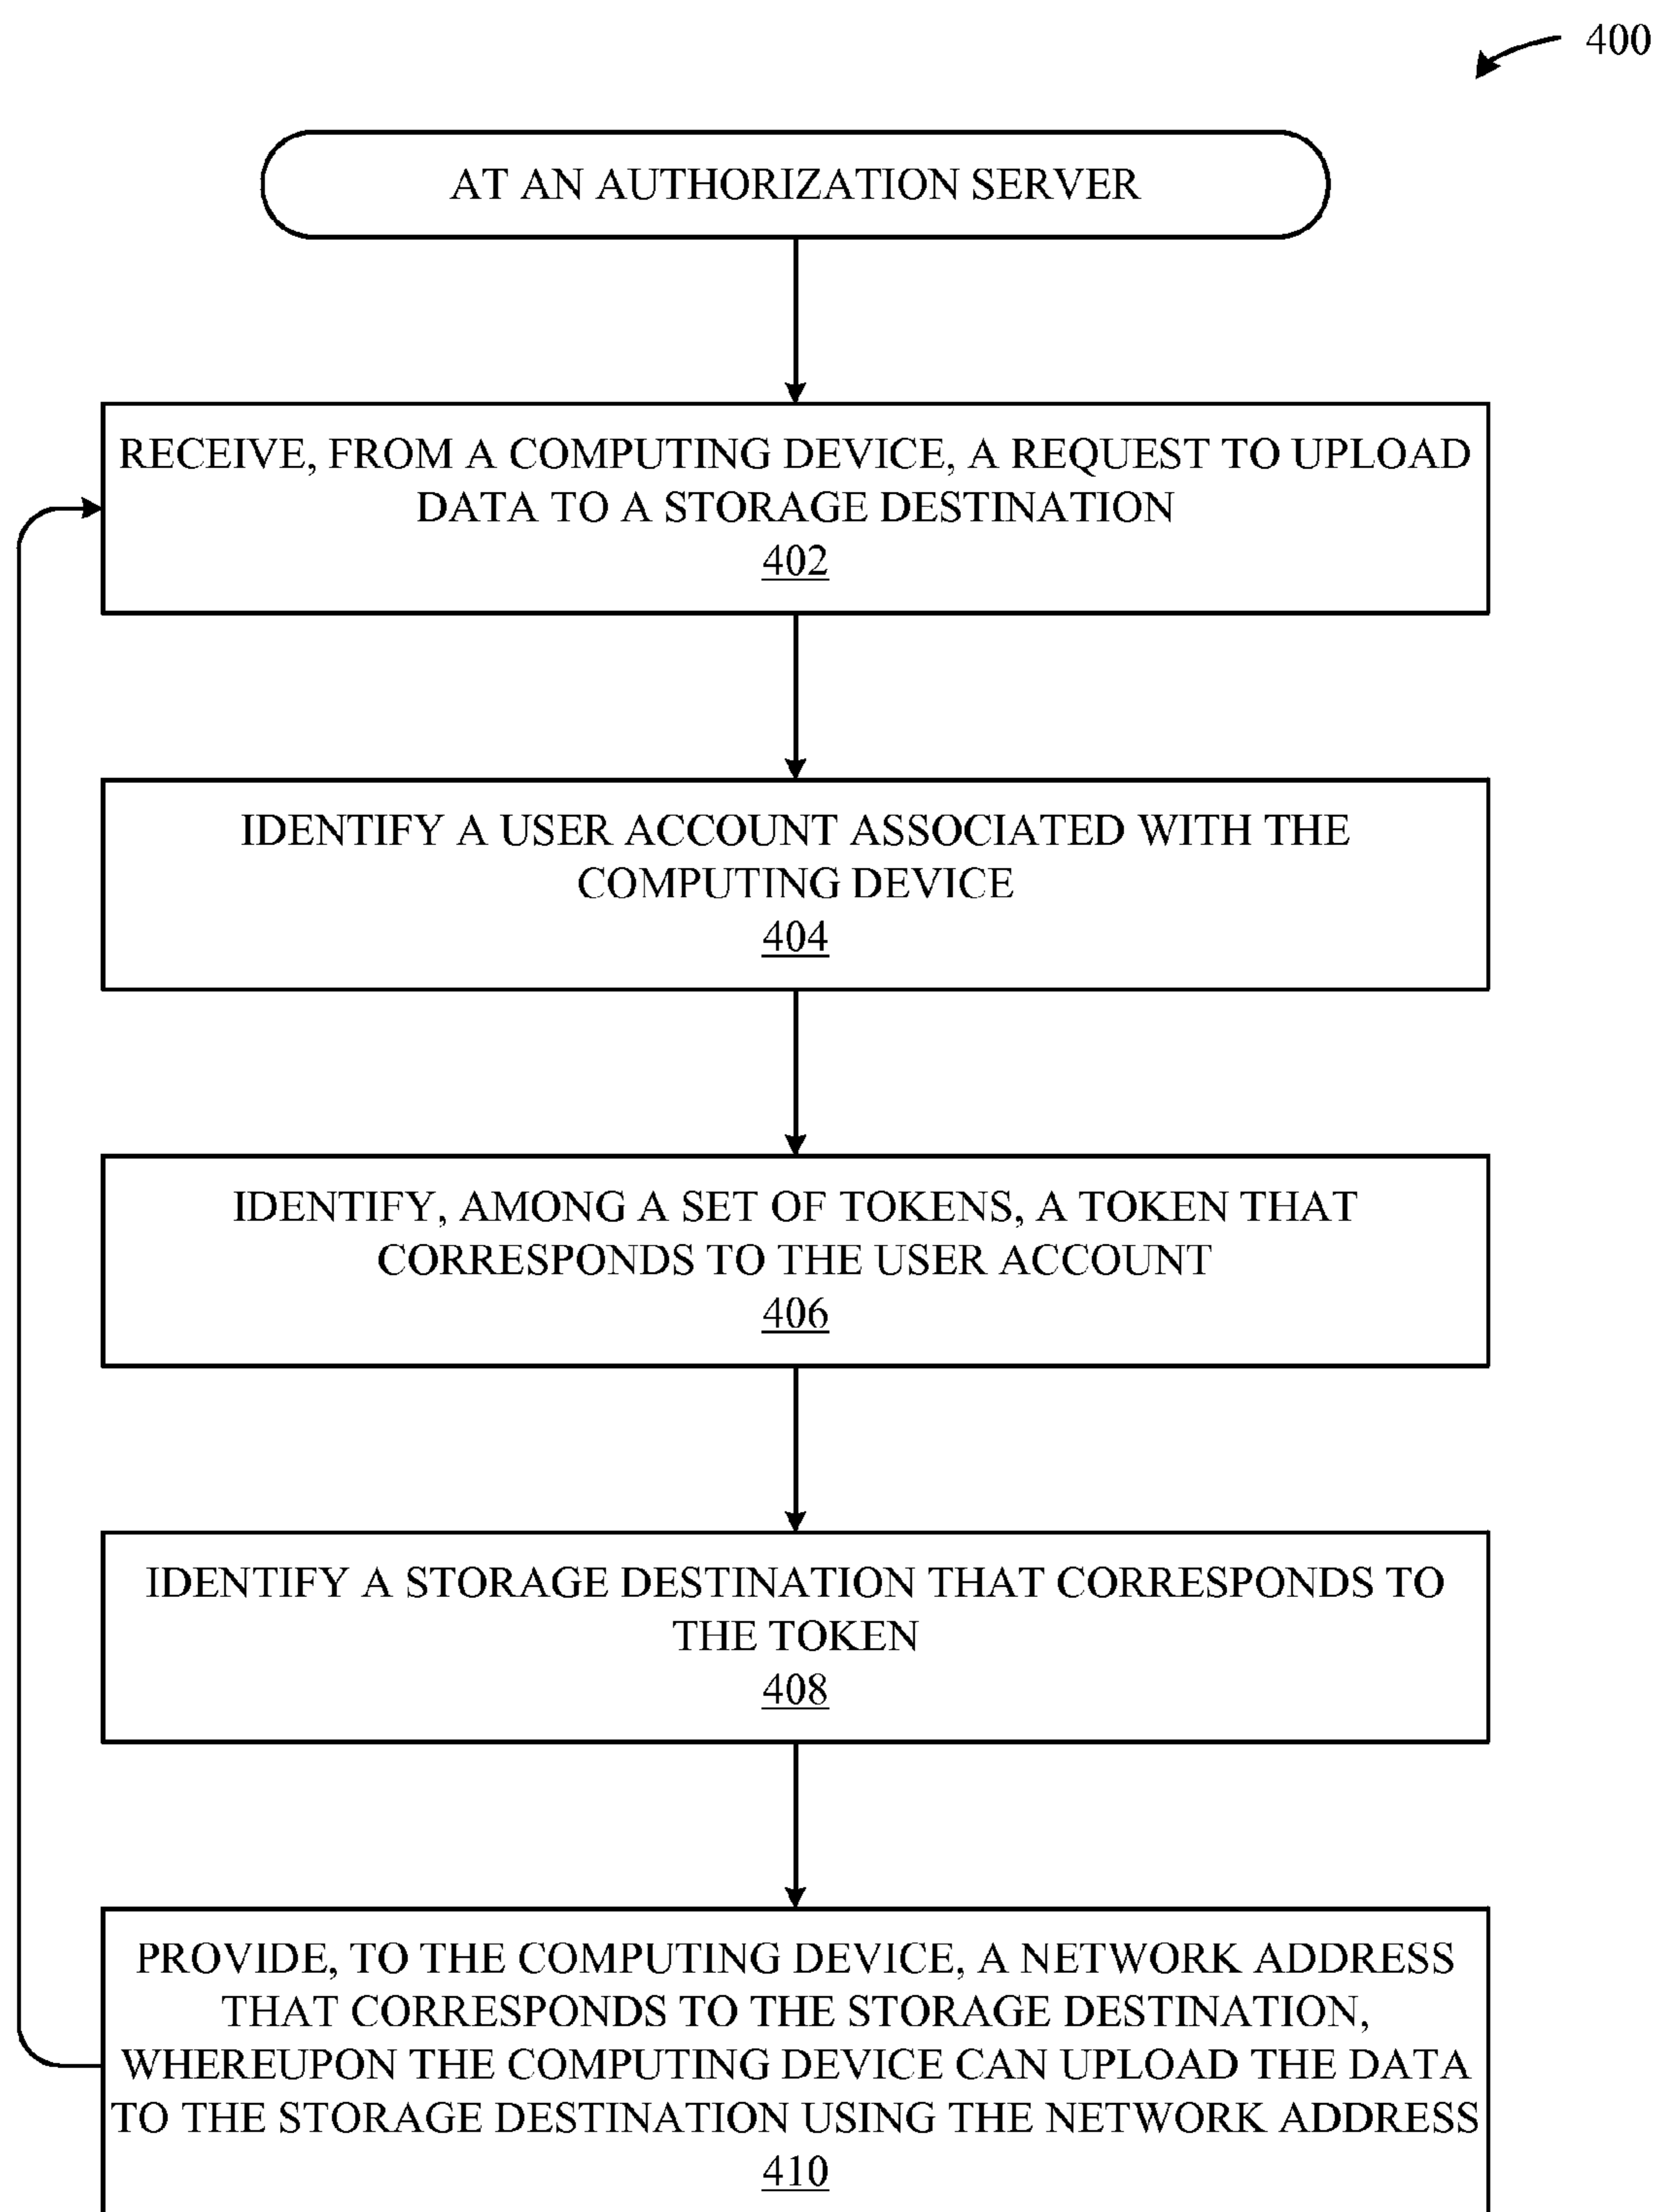 400
AT AN AUTHORIZATION SERVER
RECEIVE, FROM A COMPUTING DEVICE, A REQUEST TO UPLOAD
DATA TO A STORAGE DESTINATION
402
IDENTIFY A USER ACCOUNT ASSOCIATED WITH THE
COMPUTING DEVICE
404
IDENTIFY, AMONG A SET OF TOKENS, A TOKEN THAT
CORRESPONDS TO THE USER ACCOUNT
406
IDENTIFY A STORAGE DESTINATION THAT CORRESPONDS TO
THE TOKEN
408
PROVIDE, TO THE COMPUTING DEVICE, A NETWORK ADDRESS
THAT CORRESPONDS TO THE STORAGE DESTINATION,
WHEREUPON THE COMPUTING DEVICE CAN UPLOAD THE DATA
TO THE STORAGE DESTINATION USING THE NETWORK ADDRESS
410